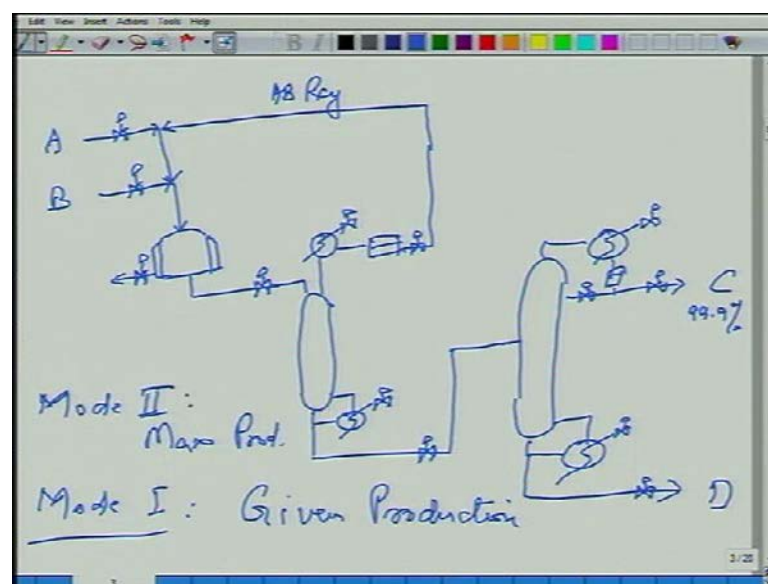 Edit View Insert Actions Tools Help
B I
AB Rcy
A
B
C
99.9%
Mode II :
Max Prod.
D
Mode I : Given Production
3/20